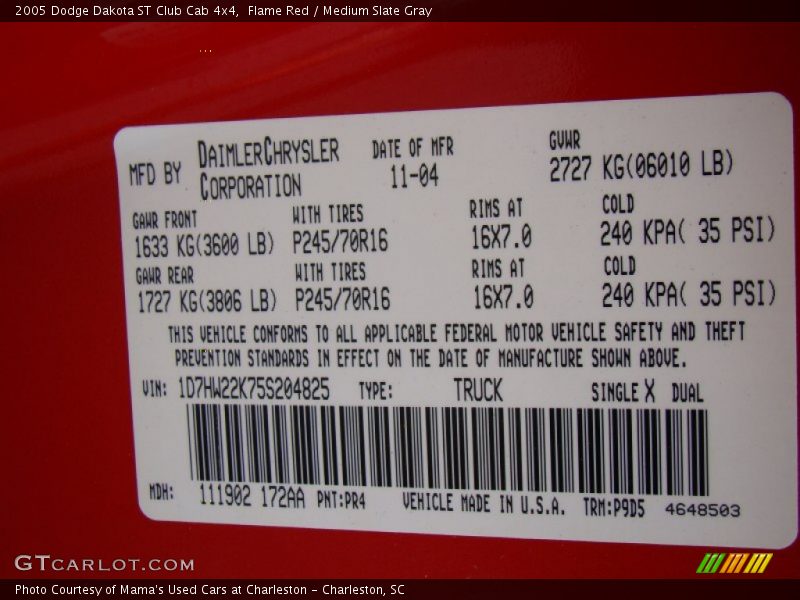 2005 Dodge Dakota ST Club Cab 4x4,  Flame Red / Medium Slate Gray
...
MFD BY DAIMLERCHRYSLER CORPORATION DATE OF MFR 11-04 GVWR 2727 KG(06010 LB)
GAWR FRONT WITH TIRES RIMS AT COLD
1633 KG(3600 LB) P245/70R16 16X7.0 240 KPA( 35 PSI)
GAWR REAR WITH TIRES RIMS AT COLD
1727 KG(3806 LB) P245/70R16 16X7.0 240 KPA( 35 PSI)
THIS VEHICLE CONFORMS TO ALL APPLICABLE FEDERAL MOTOR VEHICLE SAFETY AND THEFT
PREVENTION STANDARDS IN EFFECT ON THE DATE OF MANUFACTURE SHOWN ABOVE.
VIN: 1D7HW22K75S204825 TYPE: TRUCK SINGLE X DUAL
MDH: 111902 172AA PNT:PR4 VEHICLE MADE IN U.S.A. TRM:P9D5 4648503
GTCARLOT.COM
Photo Courtesy of Mama's Used Cars at Charleston - Charleston, SC